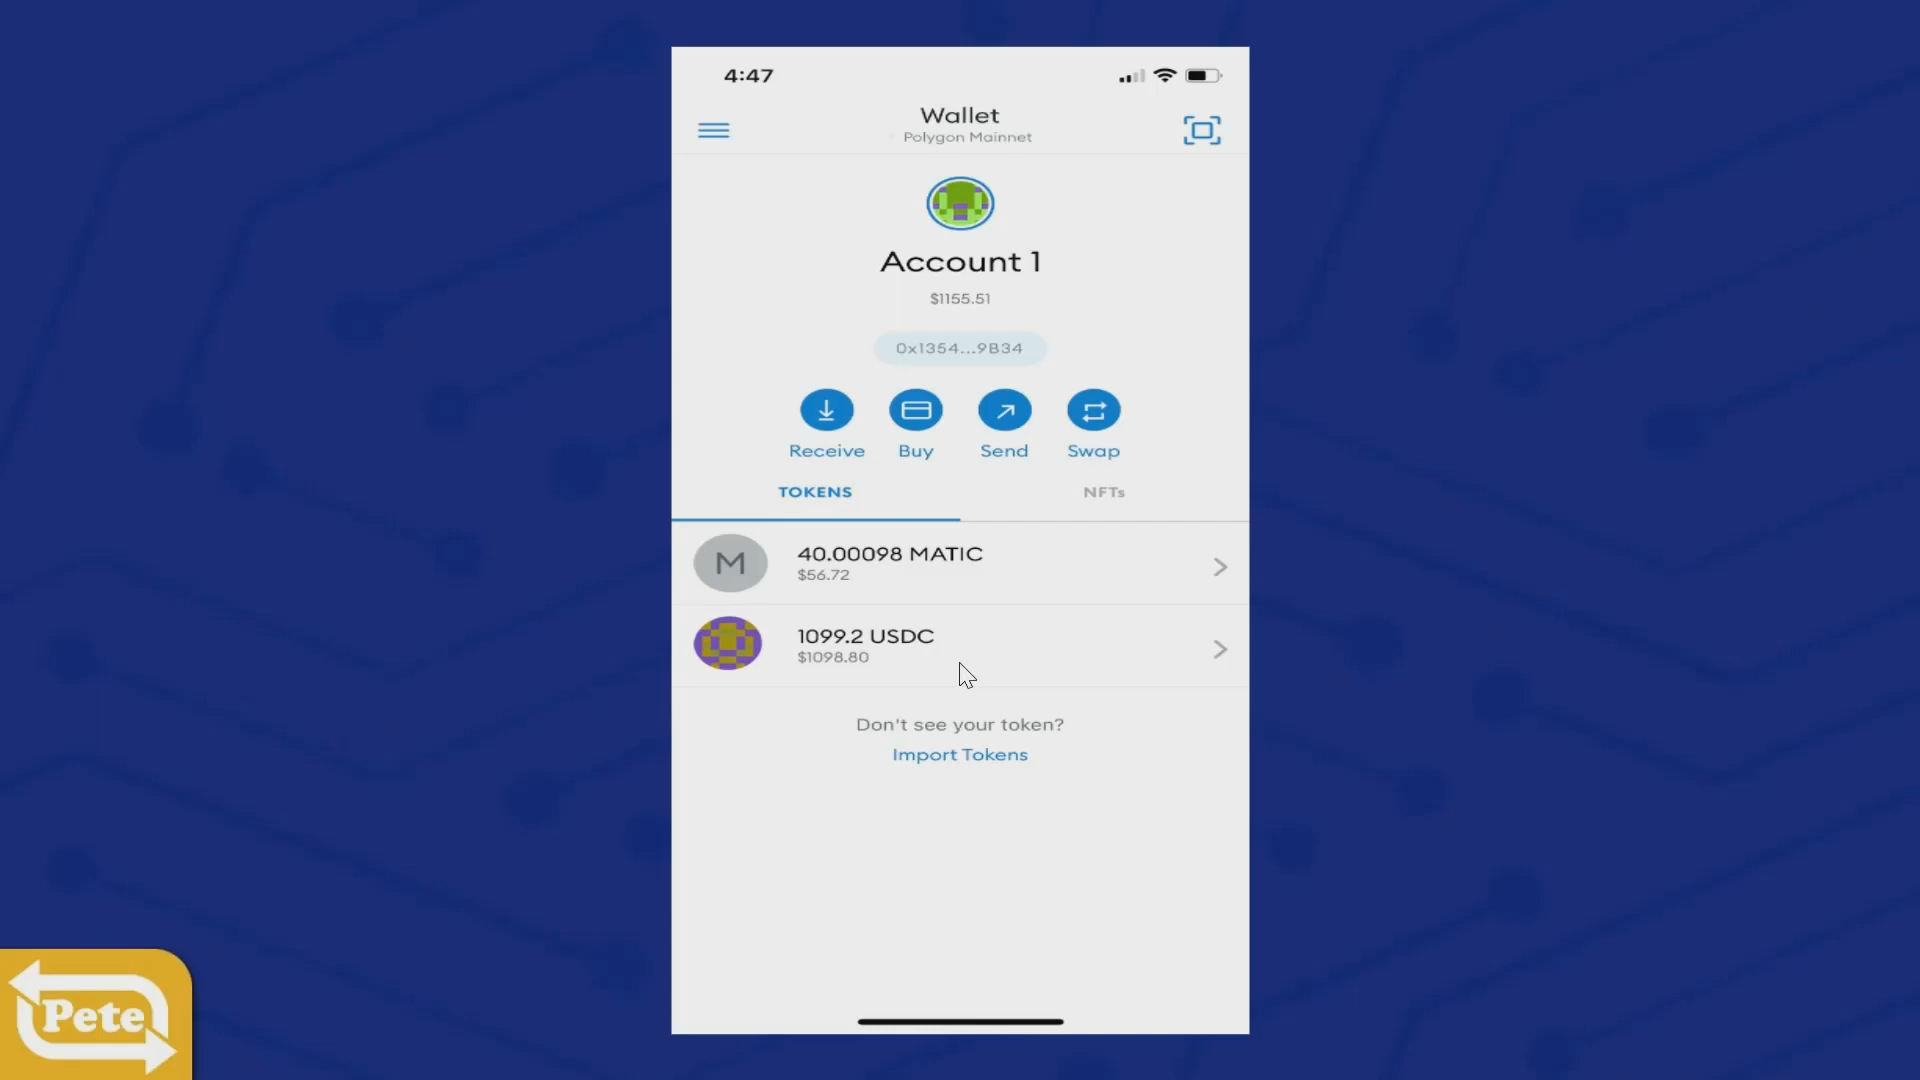 4:47
Wallet
Polygon Mainnet
Account 1
$1155.51
0x1354...9B34
Receive Buy Send Swap
TOKENS NFTs
M 40.00098 MATIC
$56.72
1099.2 USDC
$1098.80
Don't see your token?
Import Tokens
Pete